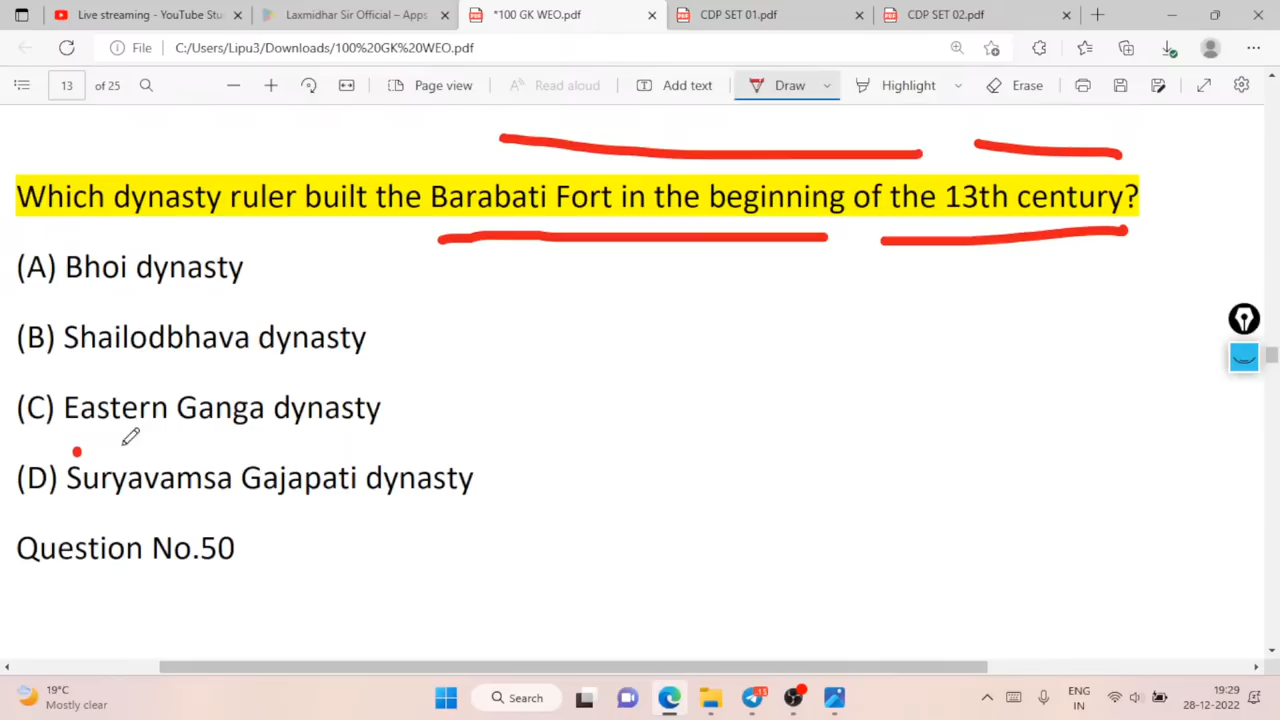 Live streaming - YouTube Stu
Laxmidhar Sir Official – Apps
*100 GK WEO.pdf
CDP SET 01.pdf
CDP SET 02.pdf
File
C:/Users/Lipu3/Downloads/100%20GK%20WEO.pdf
13 of 25
Page view
Read aloud
Add text
Draw
Highlight
Erase
Which dynasty ruler built the Barabati Fort in the beginning of the 13th century?
(A) Bhoi dynasty
(B) Shailodbhava dynasty
(C) Eastern Ganga dynasty
(D) Suryavamsa Gajapati dynasty
Question No.50
19°C
Mostly clear
Search
15
ENG
IN
19:29
28-12-2022